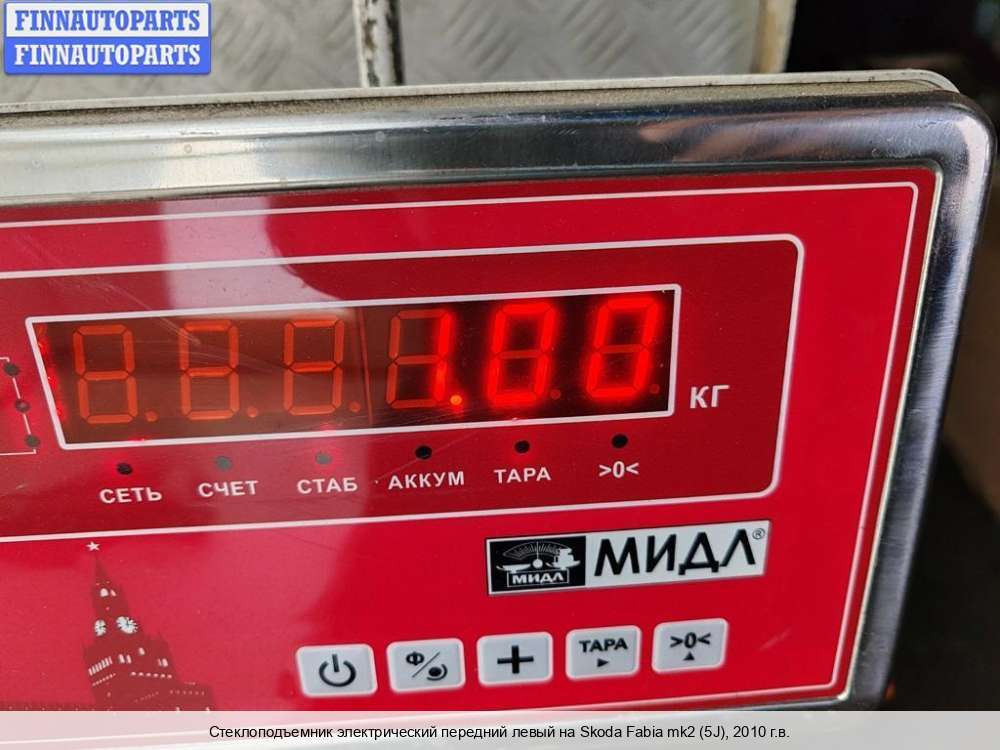 FINNAUTOPARTS
FINNAUTOPARTS
1.00
КГ
СЕТЬ СЧЕТ СТАБ АККУМ ТАРА >0<
МИДЛ МИДЛ®
Ф ТАРА >0<
Стеклоподъемник электрический передний левый на Skoda Fabia mk2 (5J), 2010 г.в.